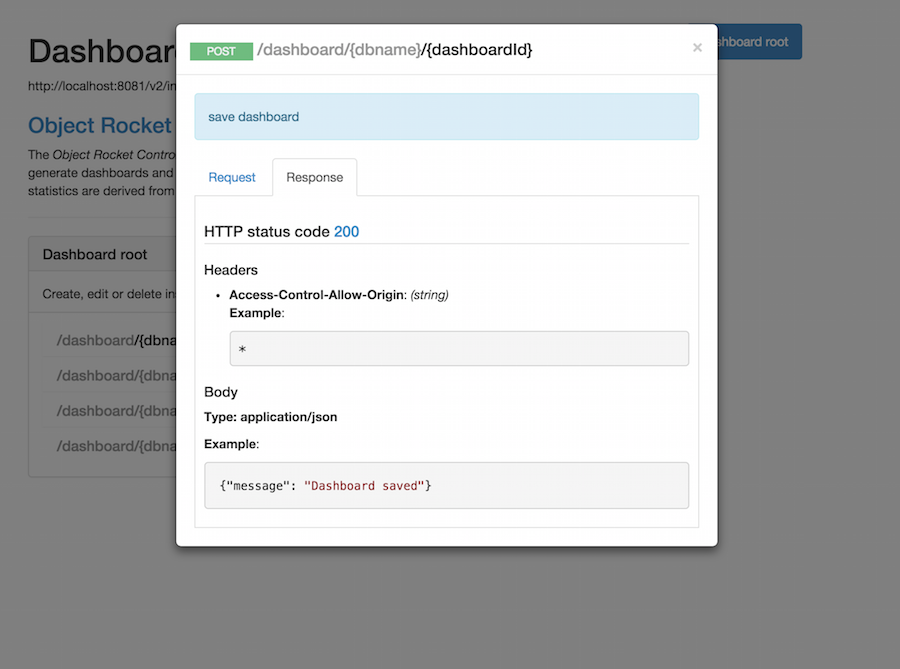 Dashboar
http://localhost:8081/v2/in
Object Rocket
The Object Rocket Contro
generate dashboards and
statistics are derived from
Dashboard root
Create, edit or delete in
/dashboard/{dbna
/dashboard/{dbna
/dashboard/{dbna
/dashboard/{dbna
shboard root
POST /dashboard/{dbname}/{dashboardId} ×
save dashboard
Request Response
HTTP status code 200
Headers
• Access-Control-Allow-Origin: (string)
Example:
*
Body
Type: application/json
Example:
{"message": "Dashboard saved"}